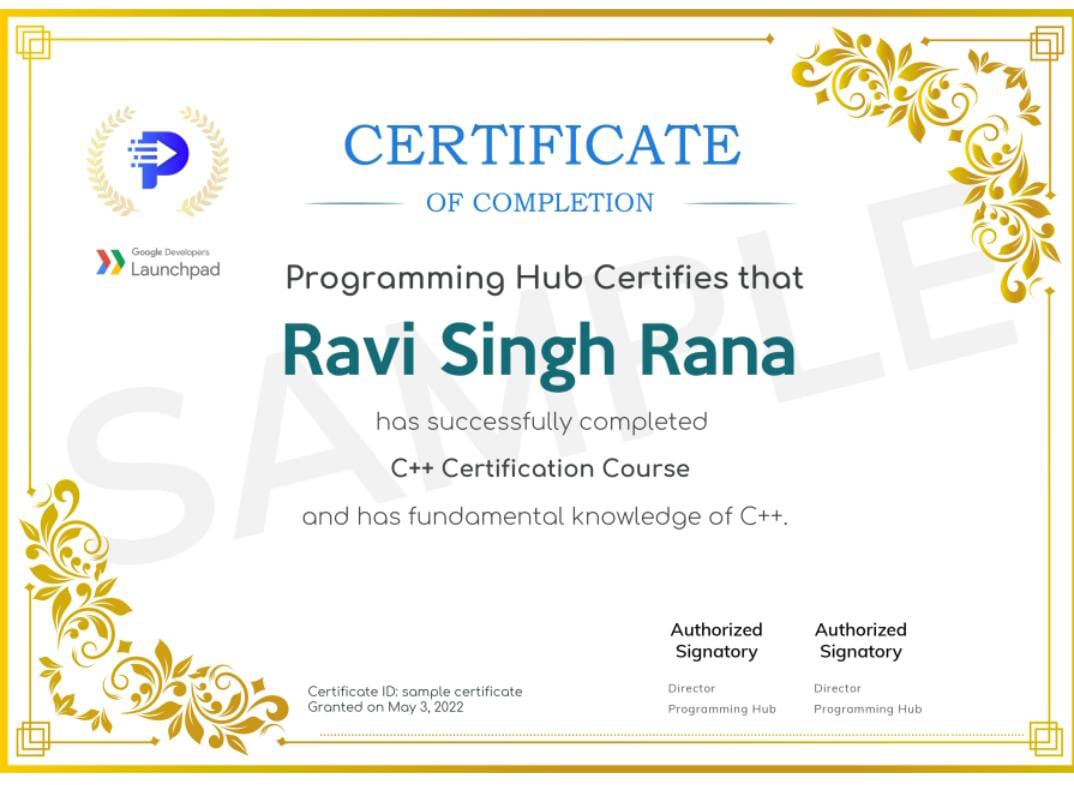 CERTIFICATE
OF COMPLETION
Google Developers
Launchpad
Programming Hub Certifies that
Ravi Singh Rana
has successfully completed
C++ Certification Course
and has fundamental knowledge of C++.
SAMPLE
Authorized Signatory
Authorized Signatory
Director
Programming Hub
Director
Programming Hub
Certificate ID: sample certificate
Granted on May 3, 2022